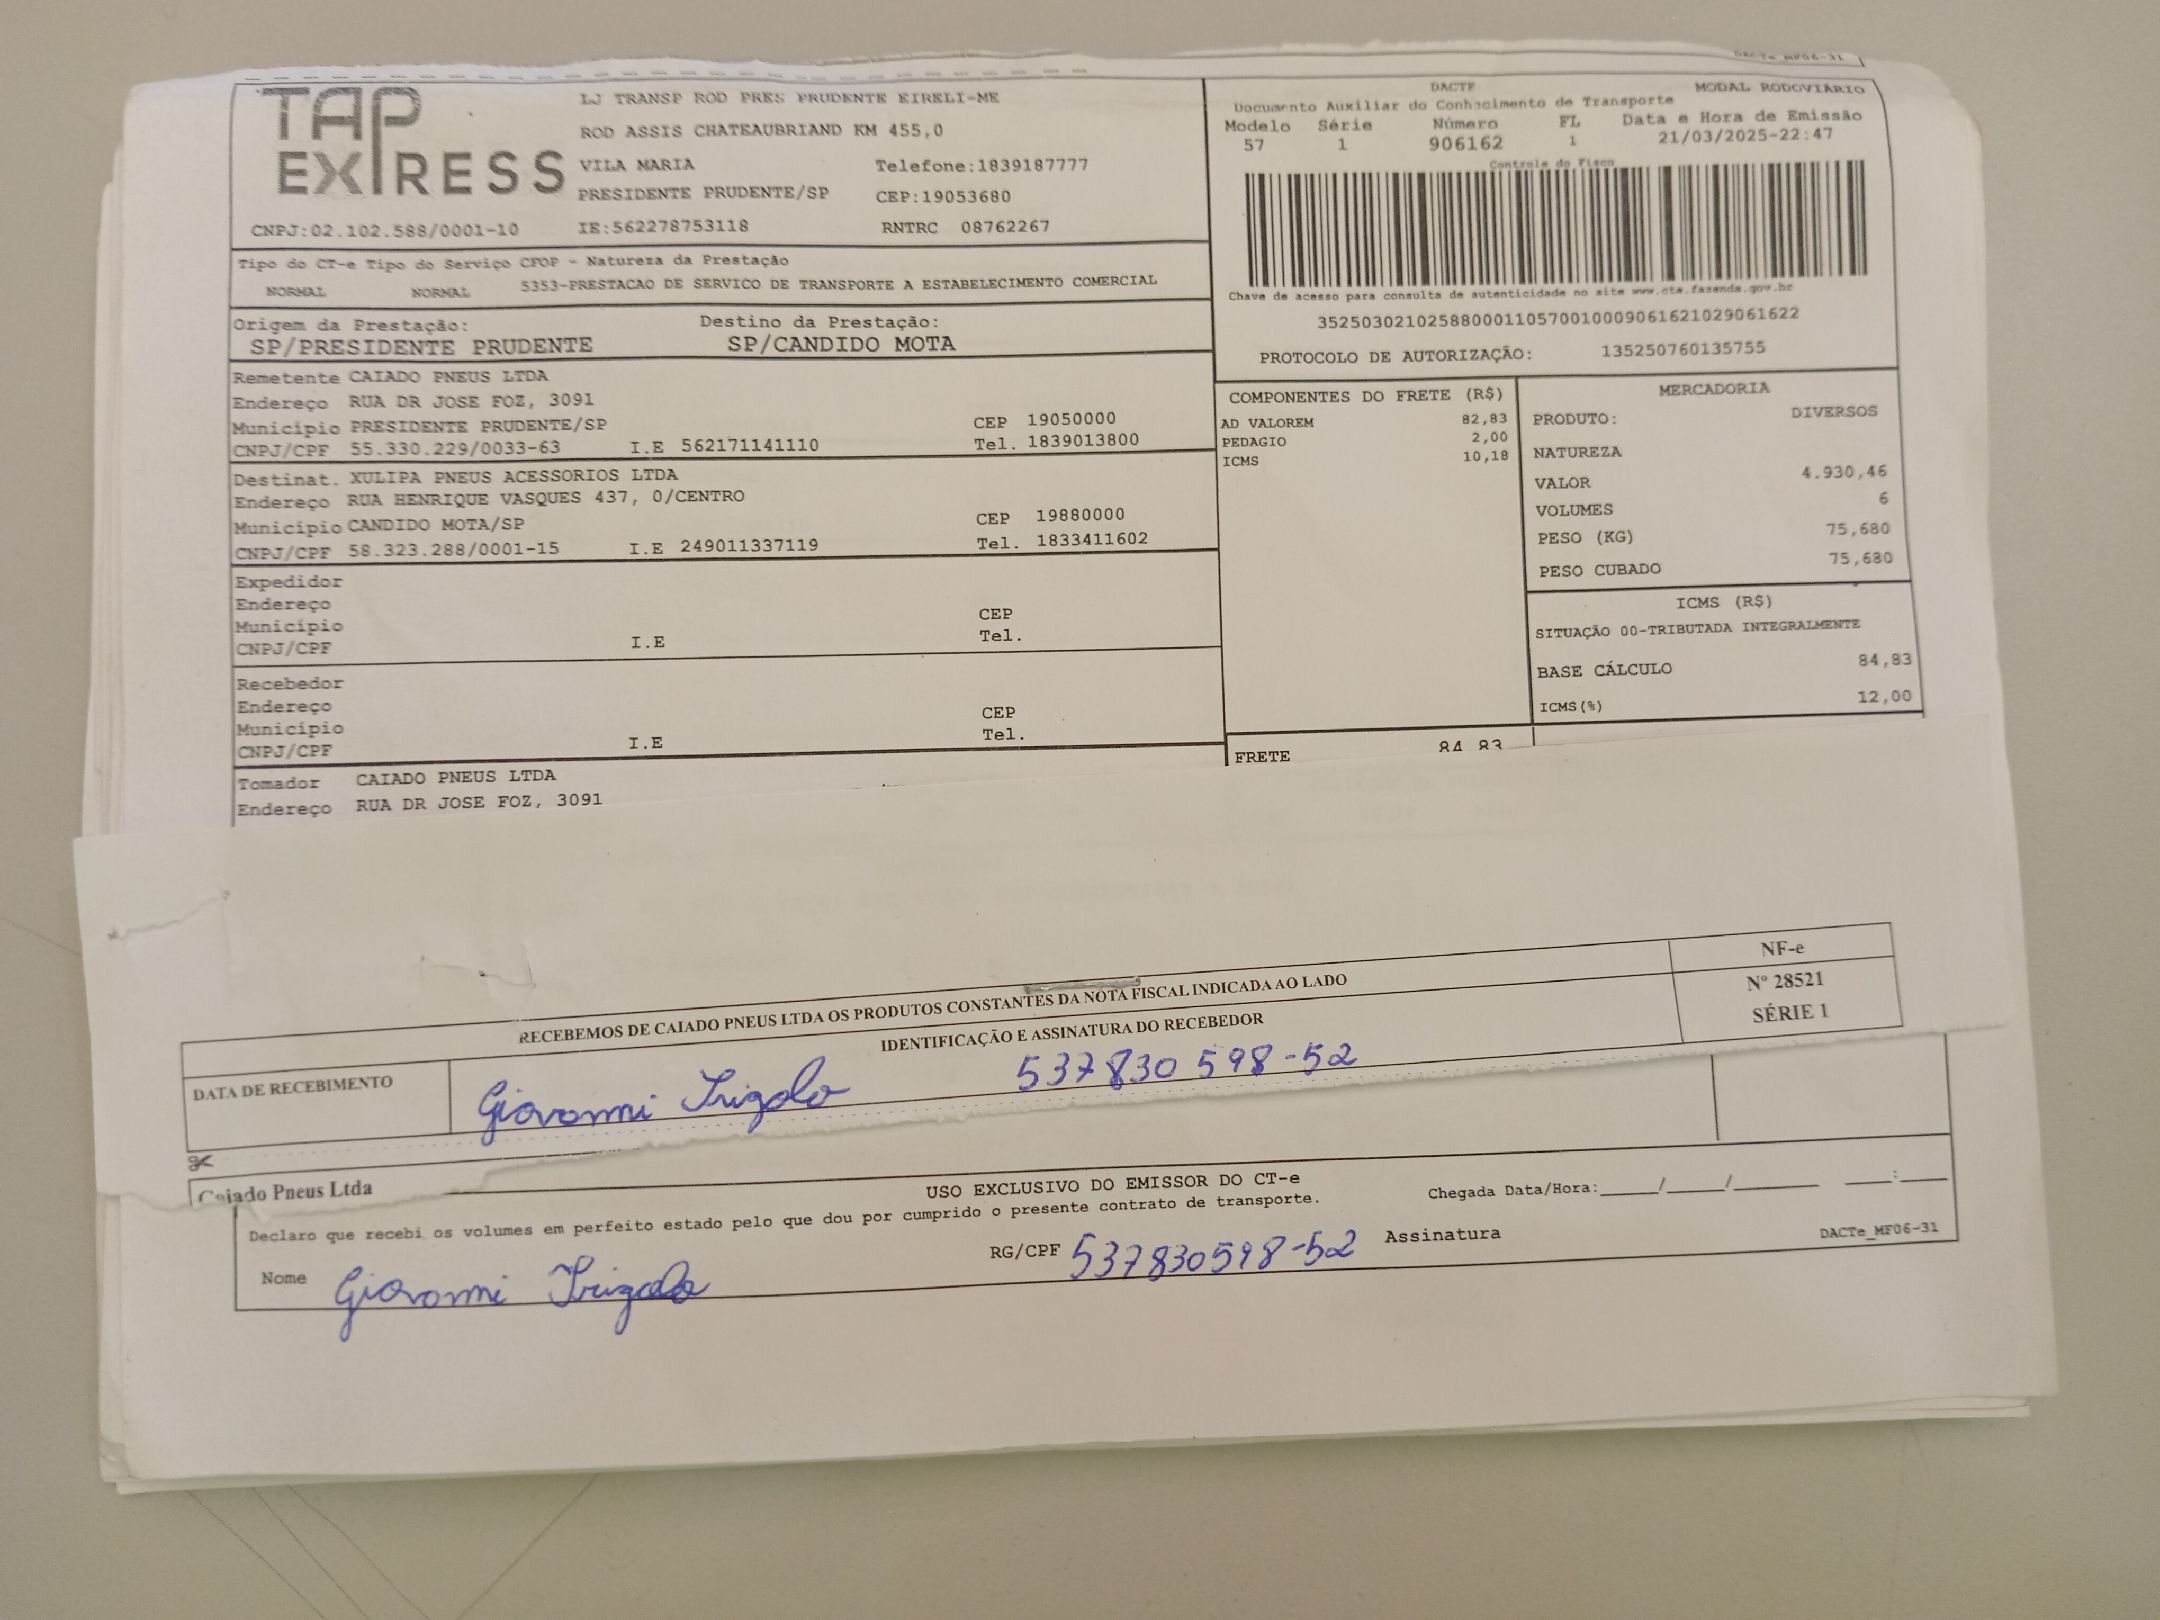 DACTe_MF06-31
TAP EXPRESS
LJ TRANSP ROD PRES PRUDENTE EIRELI-ME
ROD ASSIS CHATEAUBRIAND KM 455,0
VILA MARIA Telefone:1839187777
PRESIDENTE PRUDENTE/SP CEP:19053680
CNPJ:02.102.588/0001-10 IE:562278753118 RNTRC 08762267
DACTE MODAL RODOVIÁRIO
Documento Auxiliar do Conhecimento de Transporte
Modelo Série Número FL Data e Hora de Emissão
57 1 906162 1 21/03/2025-22:47
Controle do Fisco
Chave de acesso para consulta de autenticidade no site www.cte.fazenda.gov.br
35250302102588000110570010009061621029061622
PROTOCOLO DE AUTORIZAÇÃO: 135250760135755
Tipo do CT-e Tipo do Serviço CFOP - Natureza da Prestação
NORMAL NORMAL 5353-PRESTACAO DE SERVICO DE TRANSPORTE A ESTABELECIMENTO COMERCIAL
Origem da Prestação: Destino da Prestação:
SP/PRESIDENTE PRUDENTE SP/CANDIDO MOTA
Remetente CAIADO PNEUS LTDA
Endereço RUA DR JOSE FOZ, 3091
Município PRESIDENTE PRUDENTE/SP CEP 19050000
CNPJ/CPF 55.330.229/0033-63 I.E 562171141110 Tel. 1839013800
Destinat. XULIPA PNEUS ACESSORIOS LTDA
Endereço RUA HENRIQUE VASQUES 437, 0/CENTRO
Município CANDIDO MOTA/SP CEP 19880000
CNPJ/CPF 58.323.288/0001-15 I.E 249011337119 Tel. 1833411602
Expedidor
Endereço
Município CEP
CNPJ/CPF I.E Tel.
Recebedor
Endereço
Município CEP
CNPJ/CPF I.E Tel.
Tomador CAIADO PNEUS LTDA
Endereço RUA DR JOSE FOZ, 3091
COMPONENTES DO FRETE (R$)
AD VALOREM 82,83
PEDAGIO 2,00
ICMS 10,18
FRETE 84,83
MERCADORIA
PRODUTO: DIVERSOS
NATUREZA
VALOR 4.930,46
VOLUMES 6
PESO (KG) 75,680
PESO CUBADO 75,680
ICMS (R$)
SITUAÇÃO 00-TRIBUTADA INTEGRALMENTE
BASE CÁLCULO 84,83
ICMS(%) 12,00
RECEBEMOS DE CAIADO PNEUS LTDA OS PRODUTOS CONSTANTES DA NOTA FISCAL INDICADA AO LADO
NF-e
Nº 28521
SÉRIE 1
DATA DE RECEBIMENTO
IDENTIFICAÇÃO E ASSINATURA DO RECEBEDOR
Giovanni Trigolo 537830598-52
Caiado Pneus Ltda
USO EXCLUSIVO DO EMISSOR DO CT-e
Declaro que recebi os volumes em perfeito estado pelo que dou por cumprido o presente contrato de transporte.
Chegada Data/Hora:_____/_____/_______ ____:____
Nome Giovanni Trigolo RG/CPF 537830598-52 Assinatura
DACTe_MF06-31